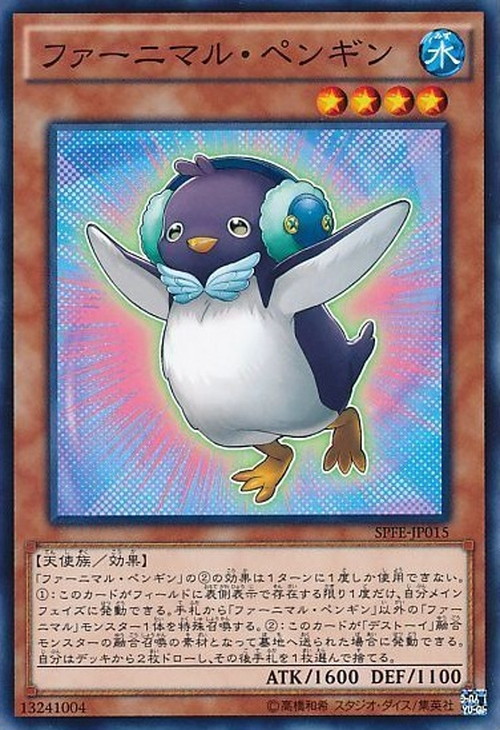 ファーニマル・ペンギン
水
SPFE-JP015
【天使族/効果】
「ファーニマル・ペンギン」の②の効果は1ターンに1度しか使用できない。
①:このカードがフィールドに表側表示で存在する限り1度だけ、自分メイン
フェイズに発動できる。手札から「ファーニマル・ペンギン」以外の「ファーニ
マル」モンスター1体を特殊召喚する。②:このカードが「デストーイ」融合
モンスターの融合召喚の素材となって墓地へ送られた場合に発動できる。
自分はデッキから2枚ドローし、その後手札を1枚選んで捨てる。
ATK/1600 DEF/1100
13241004
©高橋和希 スタジオ・ダイス/集英社